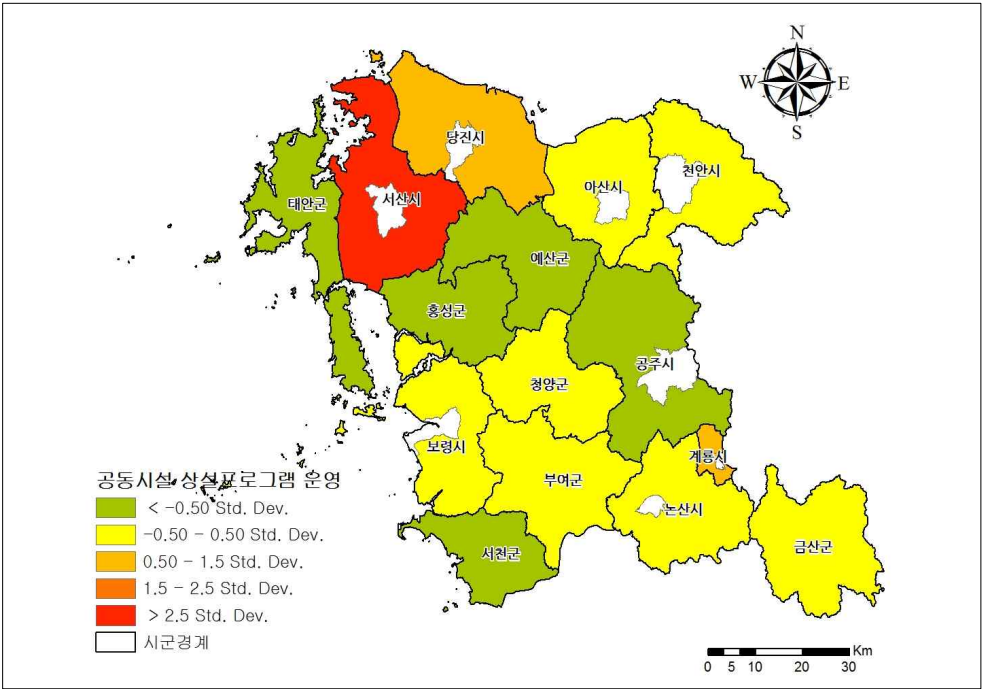 N
W E
S
당진시
천안시
아산시
서산시
태안군
예산군
홍성군
공주시
청양군
보령시
계룡시
부여군
논산시
금산군
서천군
공동시설 상설프로그램 운영
< -0.50 Std. Dev.
-0.50 - 0.50 Std. Dev.
0.50 - 1.5 Std. Dev.
1.5 - 2.5 Std. Dev.
> 2.5 Std. Dev.
시군경계
Km
0 5 10 20 30